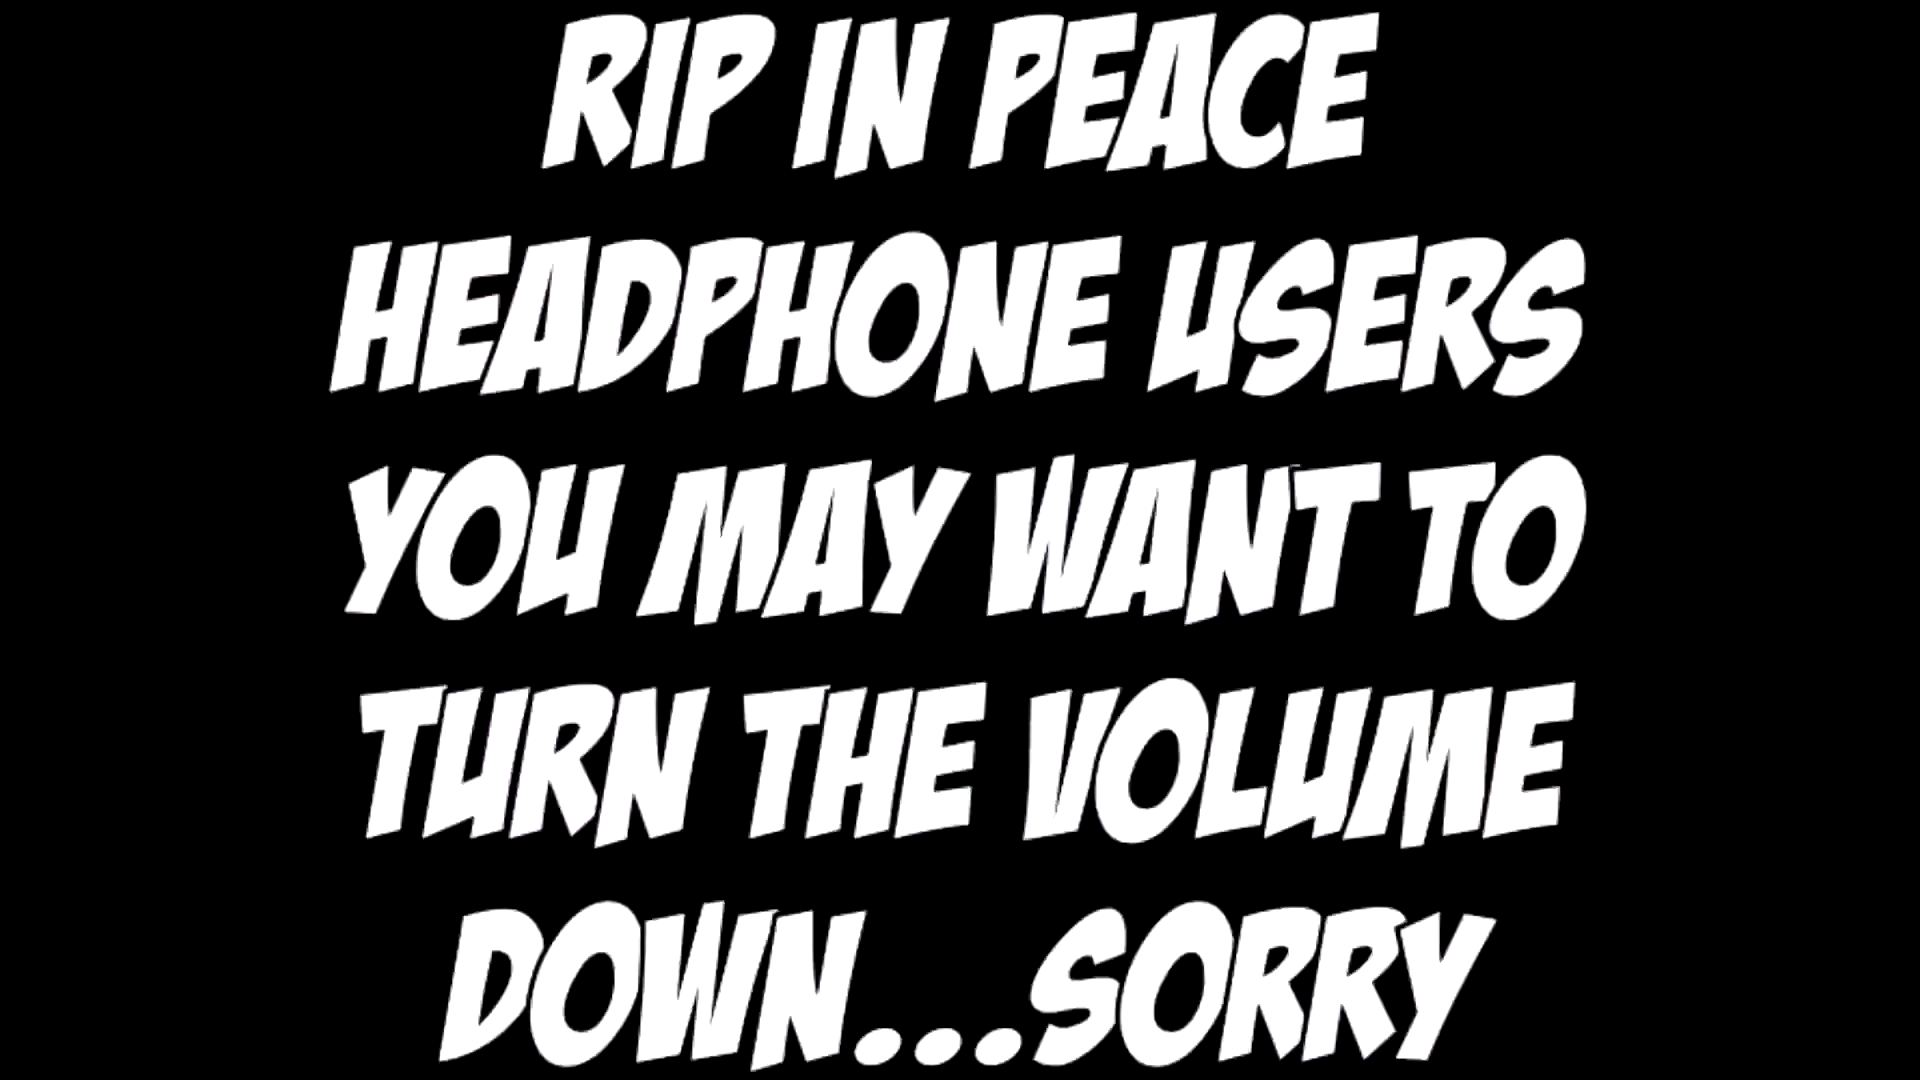 RIP IN PEACE
HEADPHONE USERS
YOU MAY WANT TO
TURN THE VOLUME
DOWN...SORRY